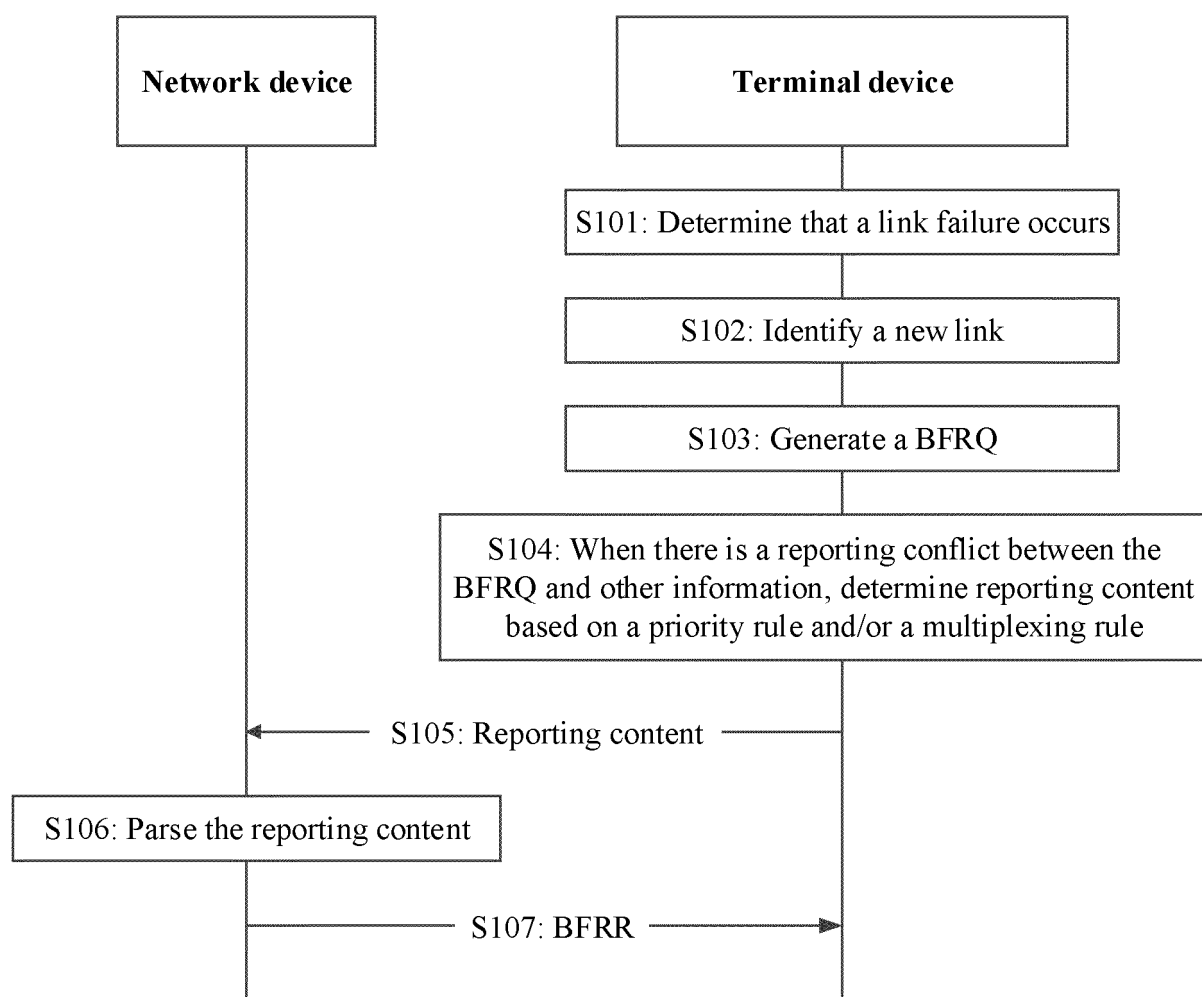 Network device
Terminal device
S101: Determine that a link failure occurs
S102: Identify a new link
S103: Generate a BFRQ
S104: When there is a reporting conflict between the
BFRQ and other information, determine reporting content
based on a priority rule and/or a multiplexing rule
S105: Reporting content
S106: Parse the reporting content
S107: BFRR